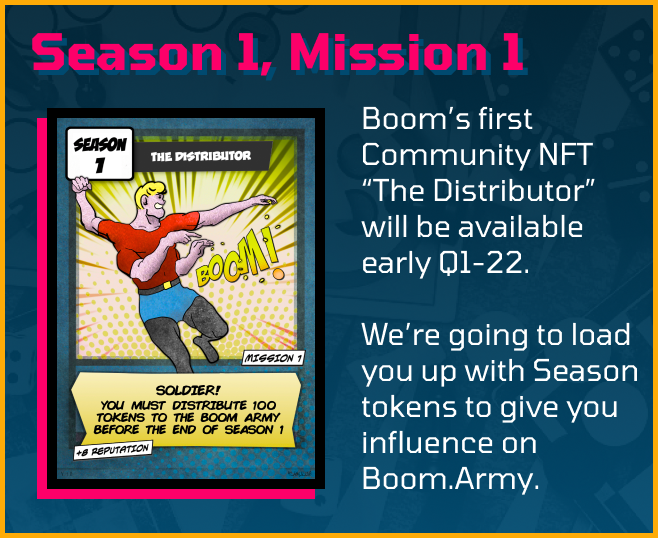 Season 1, Mission 1
SEASON
1
THE DISTRIBUTOR
BOOM!
MISSION 1
SOLDIER!
YOU MUST DISTRIBUTE 100
TOKENS TO THE BOOM ARMY
BEFORE THE END OF SEASON 1
+8 REPUTATION
Boom's first
Community NFT
“The Distributor”
will be available
early Q1-22.
We're going to load
you up with Season
tokens to give you
influence on
Boom.Army.